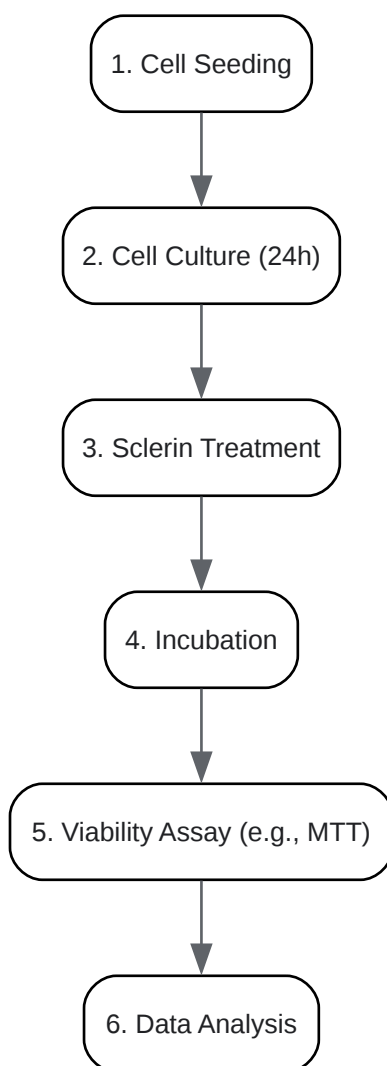 1. Cell Seeding
2. Cell Culture (24h)
3. Sclerin Treatment
4. Incubation
5. Viability Assay (e.g., MTT)
6. Data Analysis